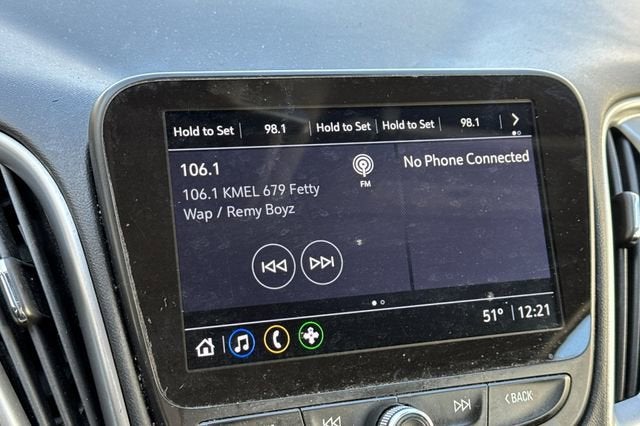 Hold to Set 98.1 Hold to Set Hold to Set 98.1
106.1
106.1 KMEL 679 Fetty
Wap / Remy Boyz
FM
No Phone Connected
51° 12:21
<BACK